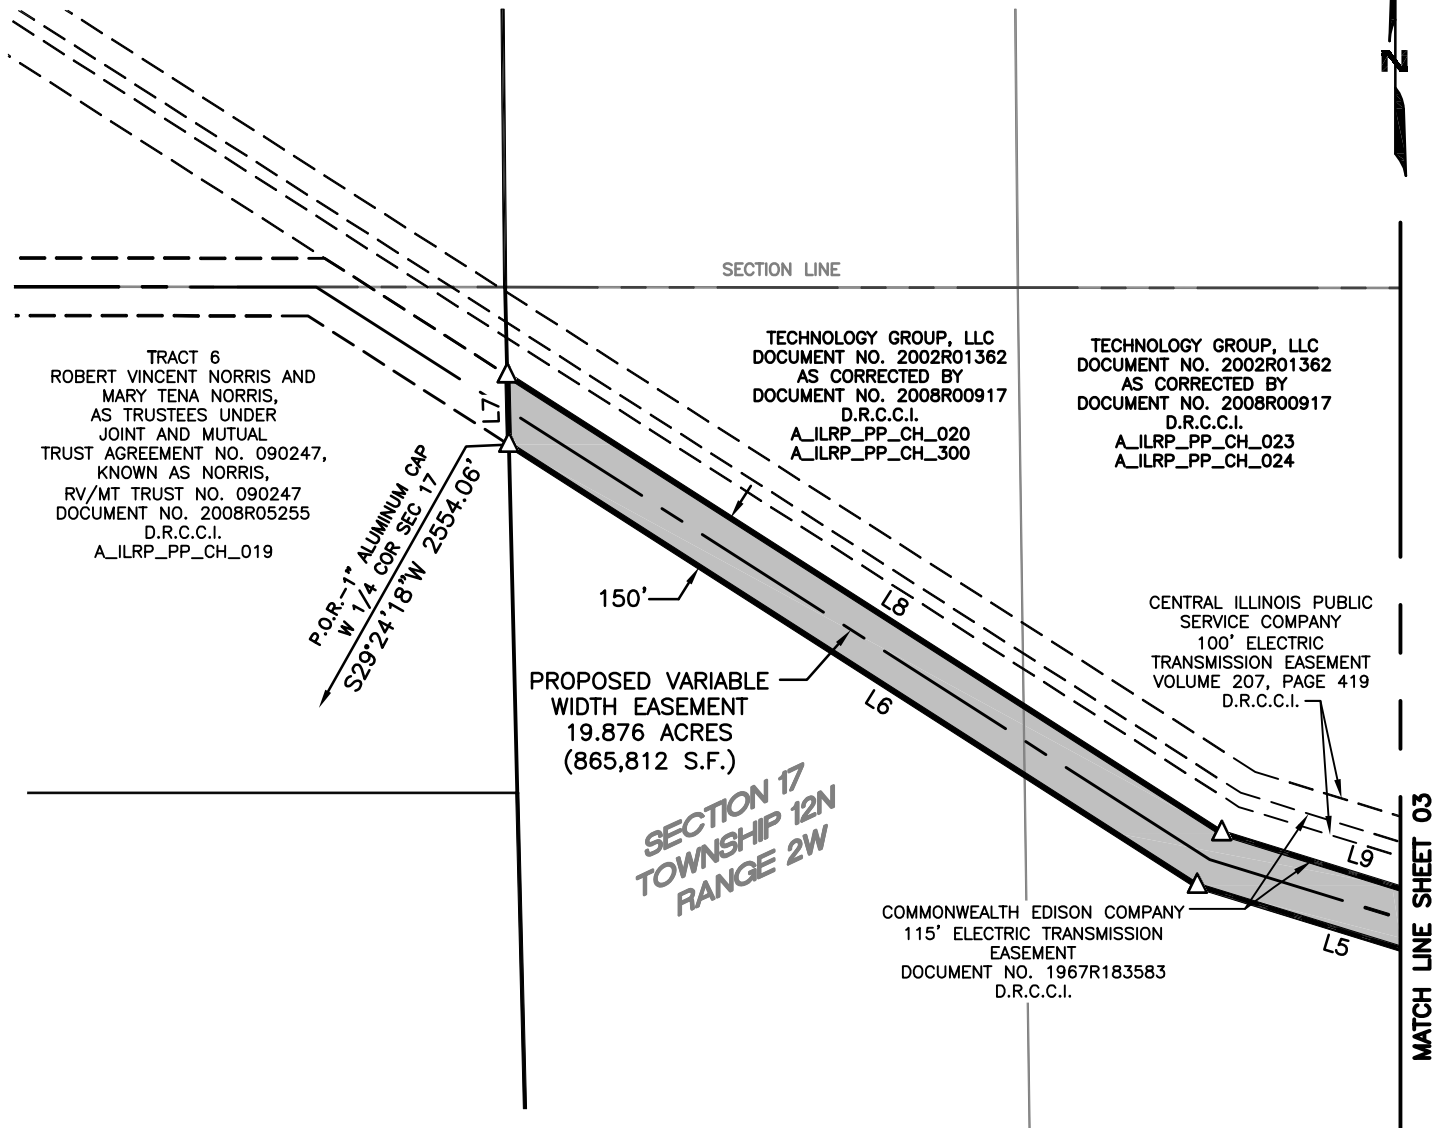 N
SECTION LINE
TRACT 6
ROBERT VINCENT NORRIS AND
MARY TENA NORRIS,
AS TRUSTEES UNDER
JOINT AND MUTUAL
TRUST AGREEMENT NO. 090247,
KNOWN AS NORRIS,
RV/MT TRUST NO. 090247
DOCUMENT NO. 2008R05255
D.R.C.C.I.
A_ILRP_PP_CH_019
TECHNOLOGY GROUP, LLC
DOCUMENT NO. 2002R01362
AS CORRECTED BY
DOCUMENT NO. 2008R00917
D.R.C.C.I.
A_ILRP_PP_CH_020
A_ILRP_PP_CH_300
TECHNOLOGY GROUP, LLC
DOCUMENT NO. 2002R01362
AS CORRECTED BY
DOCUMENT NO. 2008R00917
D.R.C.C.I.
A_ILRP_PP_CH_023
A_ILRP_PP_CH_024
L7'
P.O.R.-1" ALUMINUM CAP
W 1/4 COR SEC 17
S29°24'18"W 2554.06'
150'
L8
L6
PROPOSED VARIABLE
WIDTH EASEMENT
19.876 ACRES
(865,812 S.F.)
CENTRAL ILLINOIS PUBLIC
SERVICE COMPANY
100' ELECTRIC
TRANSMISSION EASEMENT
VOLUME 207, PAGE 419
D.R.C.C.I.
SECTION 17
TOWNSHIP 12N
RANGE 2W
L9
L5
COMMONWEALTH EDISON COMPANY
115' ELECTRIC TRANSMISSION
EASEMENT
DOCUMENT NO. 1967R183583
D.R.C.C.I.
MATCH LINE SHEET 03